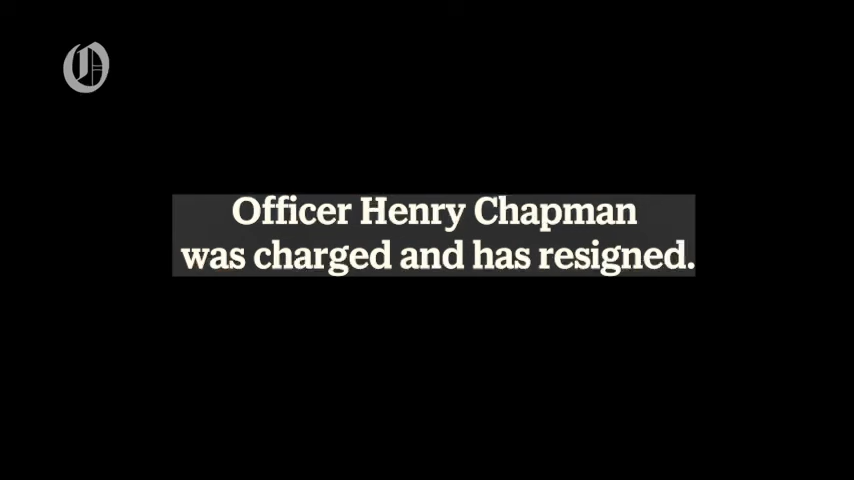 O
Officer Henry Chapman
was charged and has resigned.